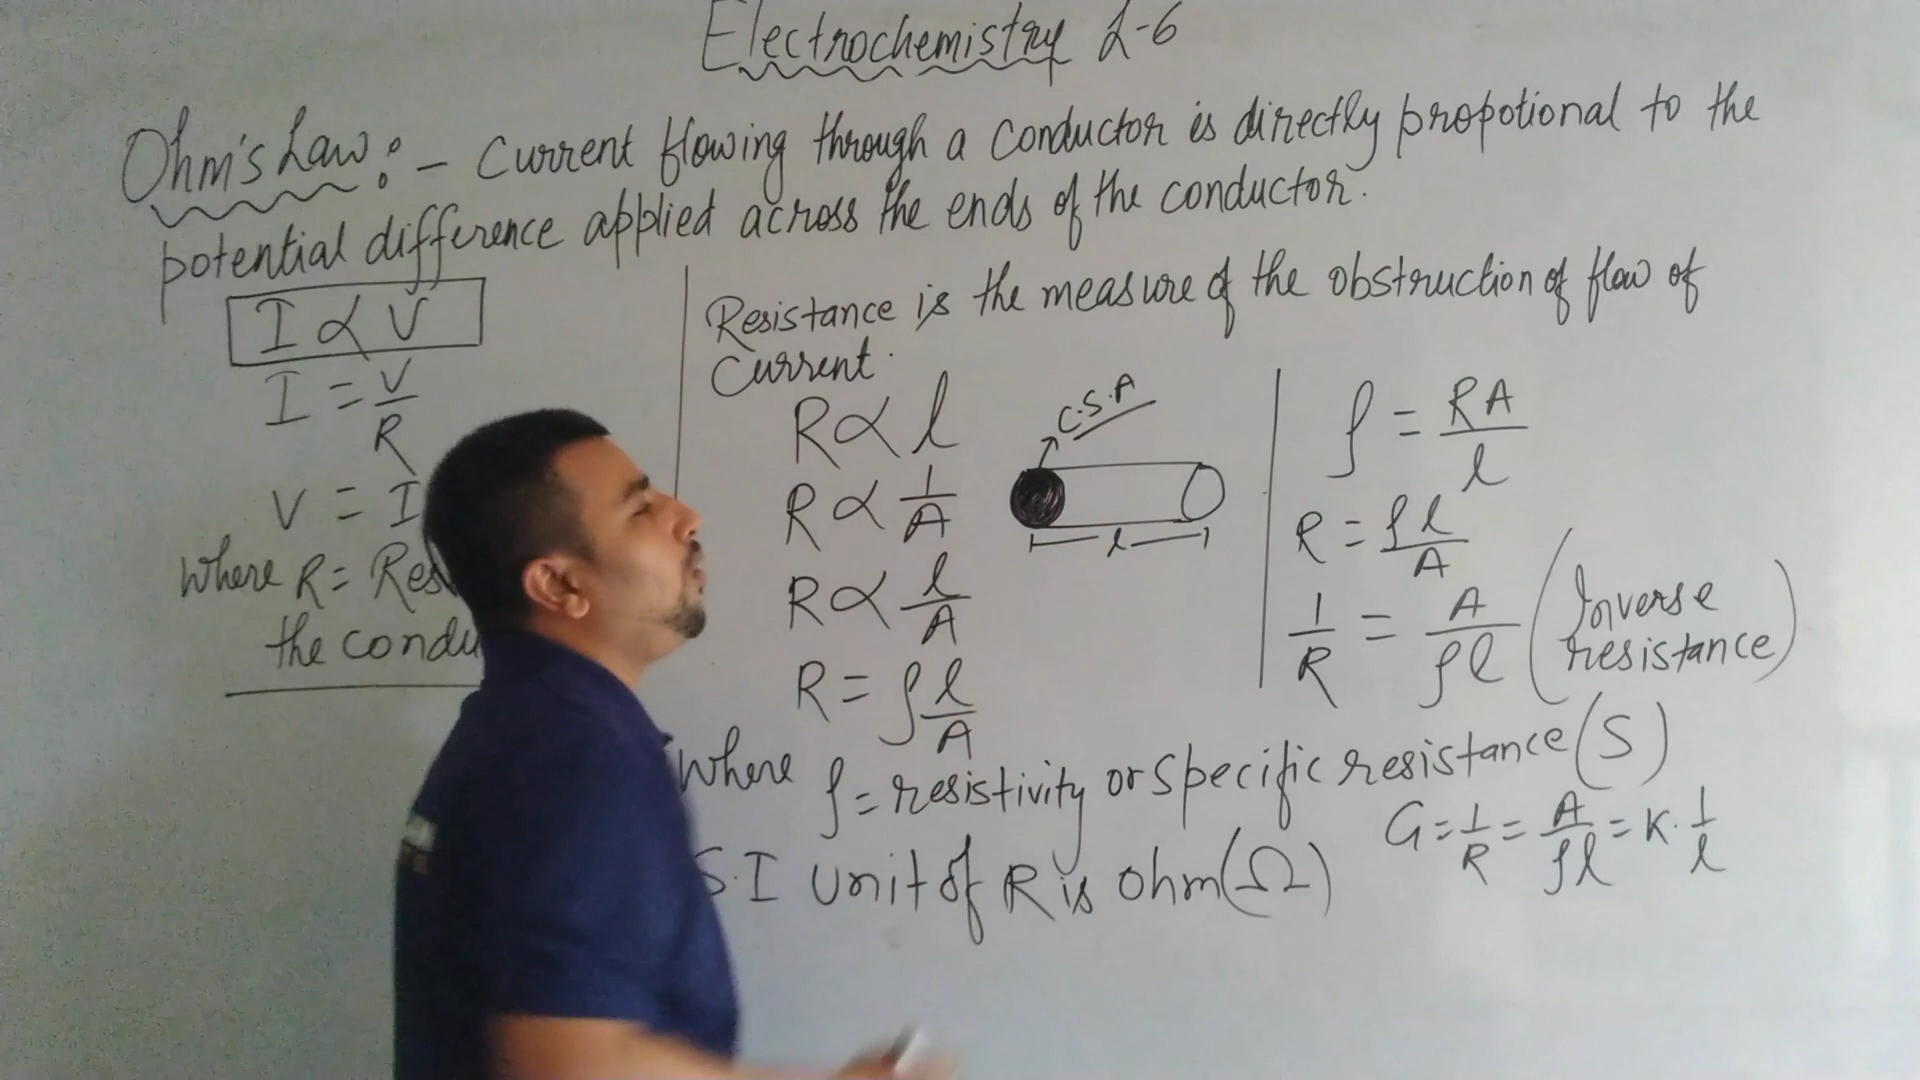 Electrochemistry L-6
Ohm's Law :- Current flowing through a conductor is directly propotional to the
potential difference applied across the ends of the conductor.
I ∝ V
I = V/R
V = I
where R =
the
Resistance is the measure of the obstruction of flow of
Current.
R ∝ l
R ∝ 1/A
R ∝ l/A
R = ρ l/A
C.S.A
l
ρ = RA/l
R = ρl/A
1/R = A/ρl (Inverse
resistance)
where ρ = resistivity or specific resistance (S)
S.I unit of R is ohm (Ω)
G = 1/R = A/ρl = K. 1/l